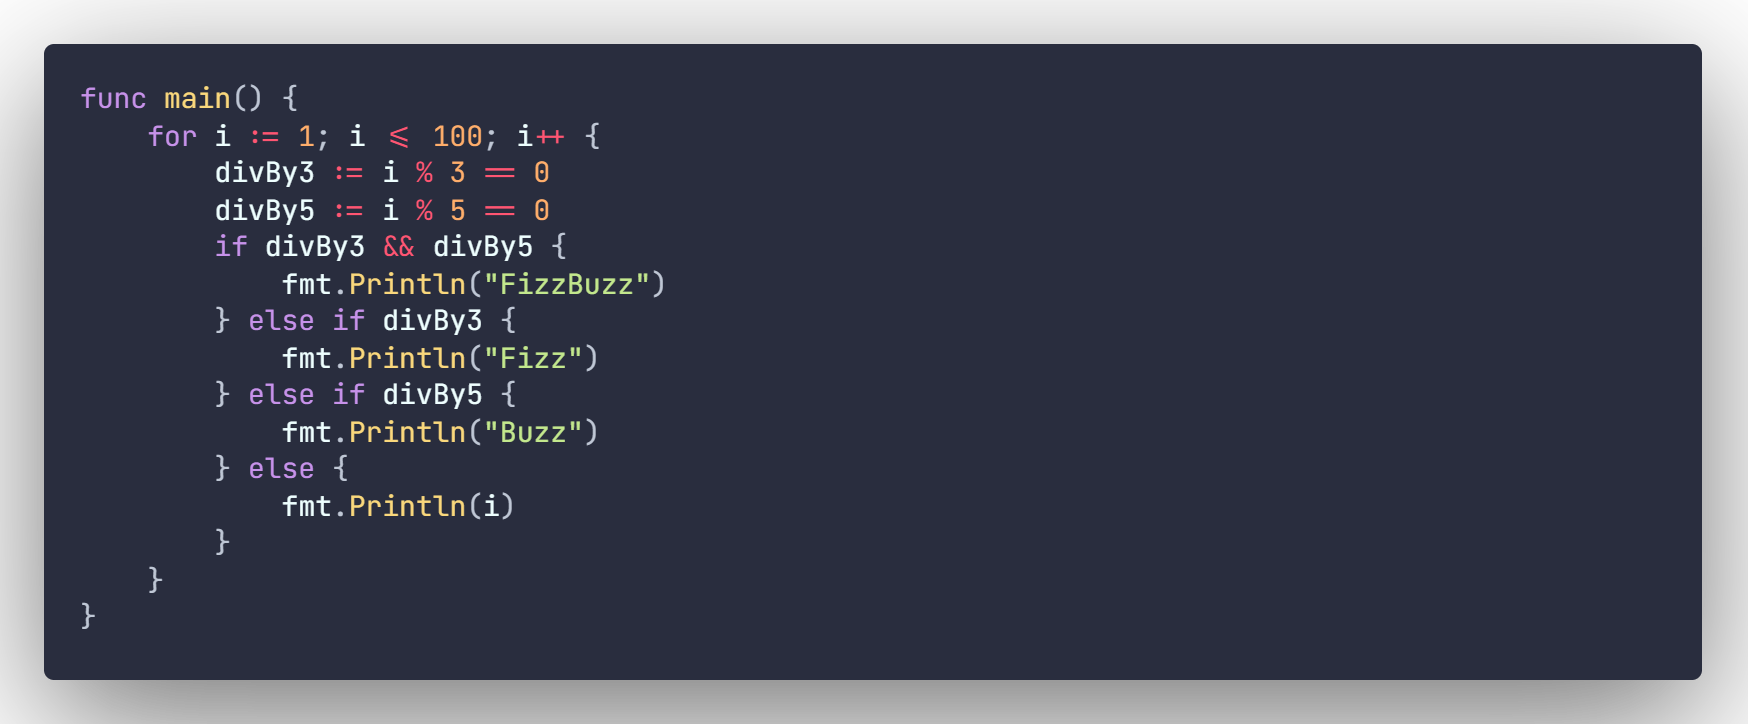 func main() {
    for i := 1; i <= 100; i++ {
        divBy3 := i % 3 == 0
        divBy5 := i % 5 == 0
        if divBy3 && divBy5 {
            fmt.Println("FizzBuzz")
        } else if divBy3 {
            fmt.Println("Fizz")
        } else if divBy5 {
            fmt.Println("Buzz")
        } else {
            fmt.Println(i)
        }
    }
}